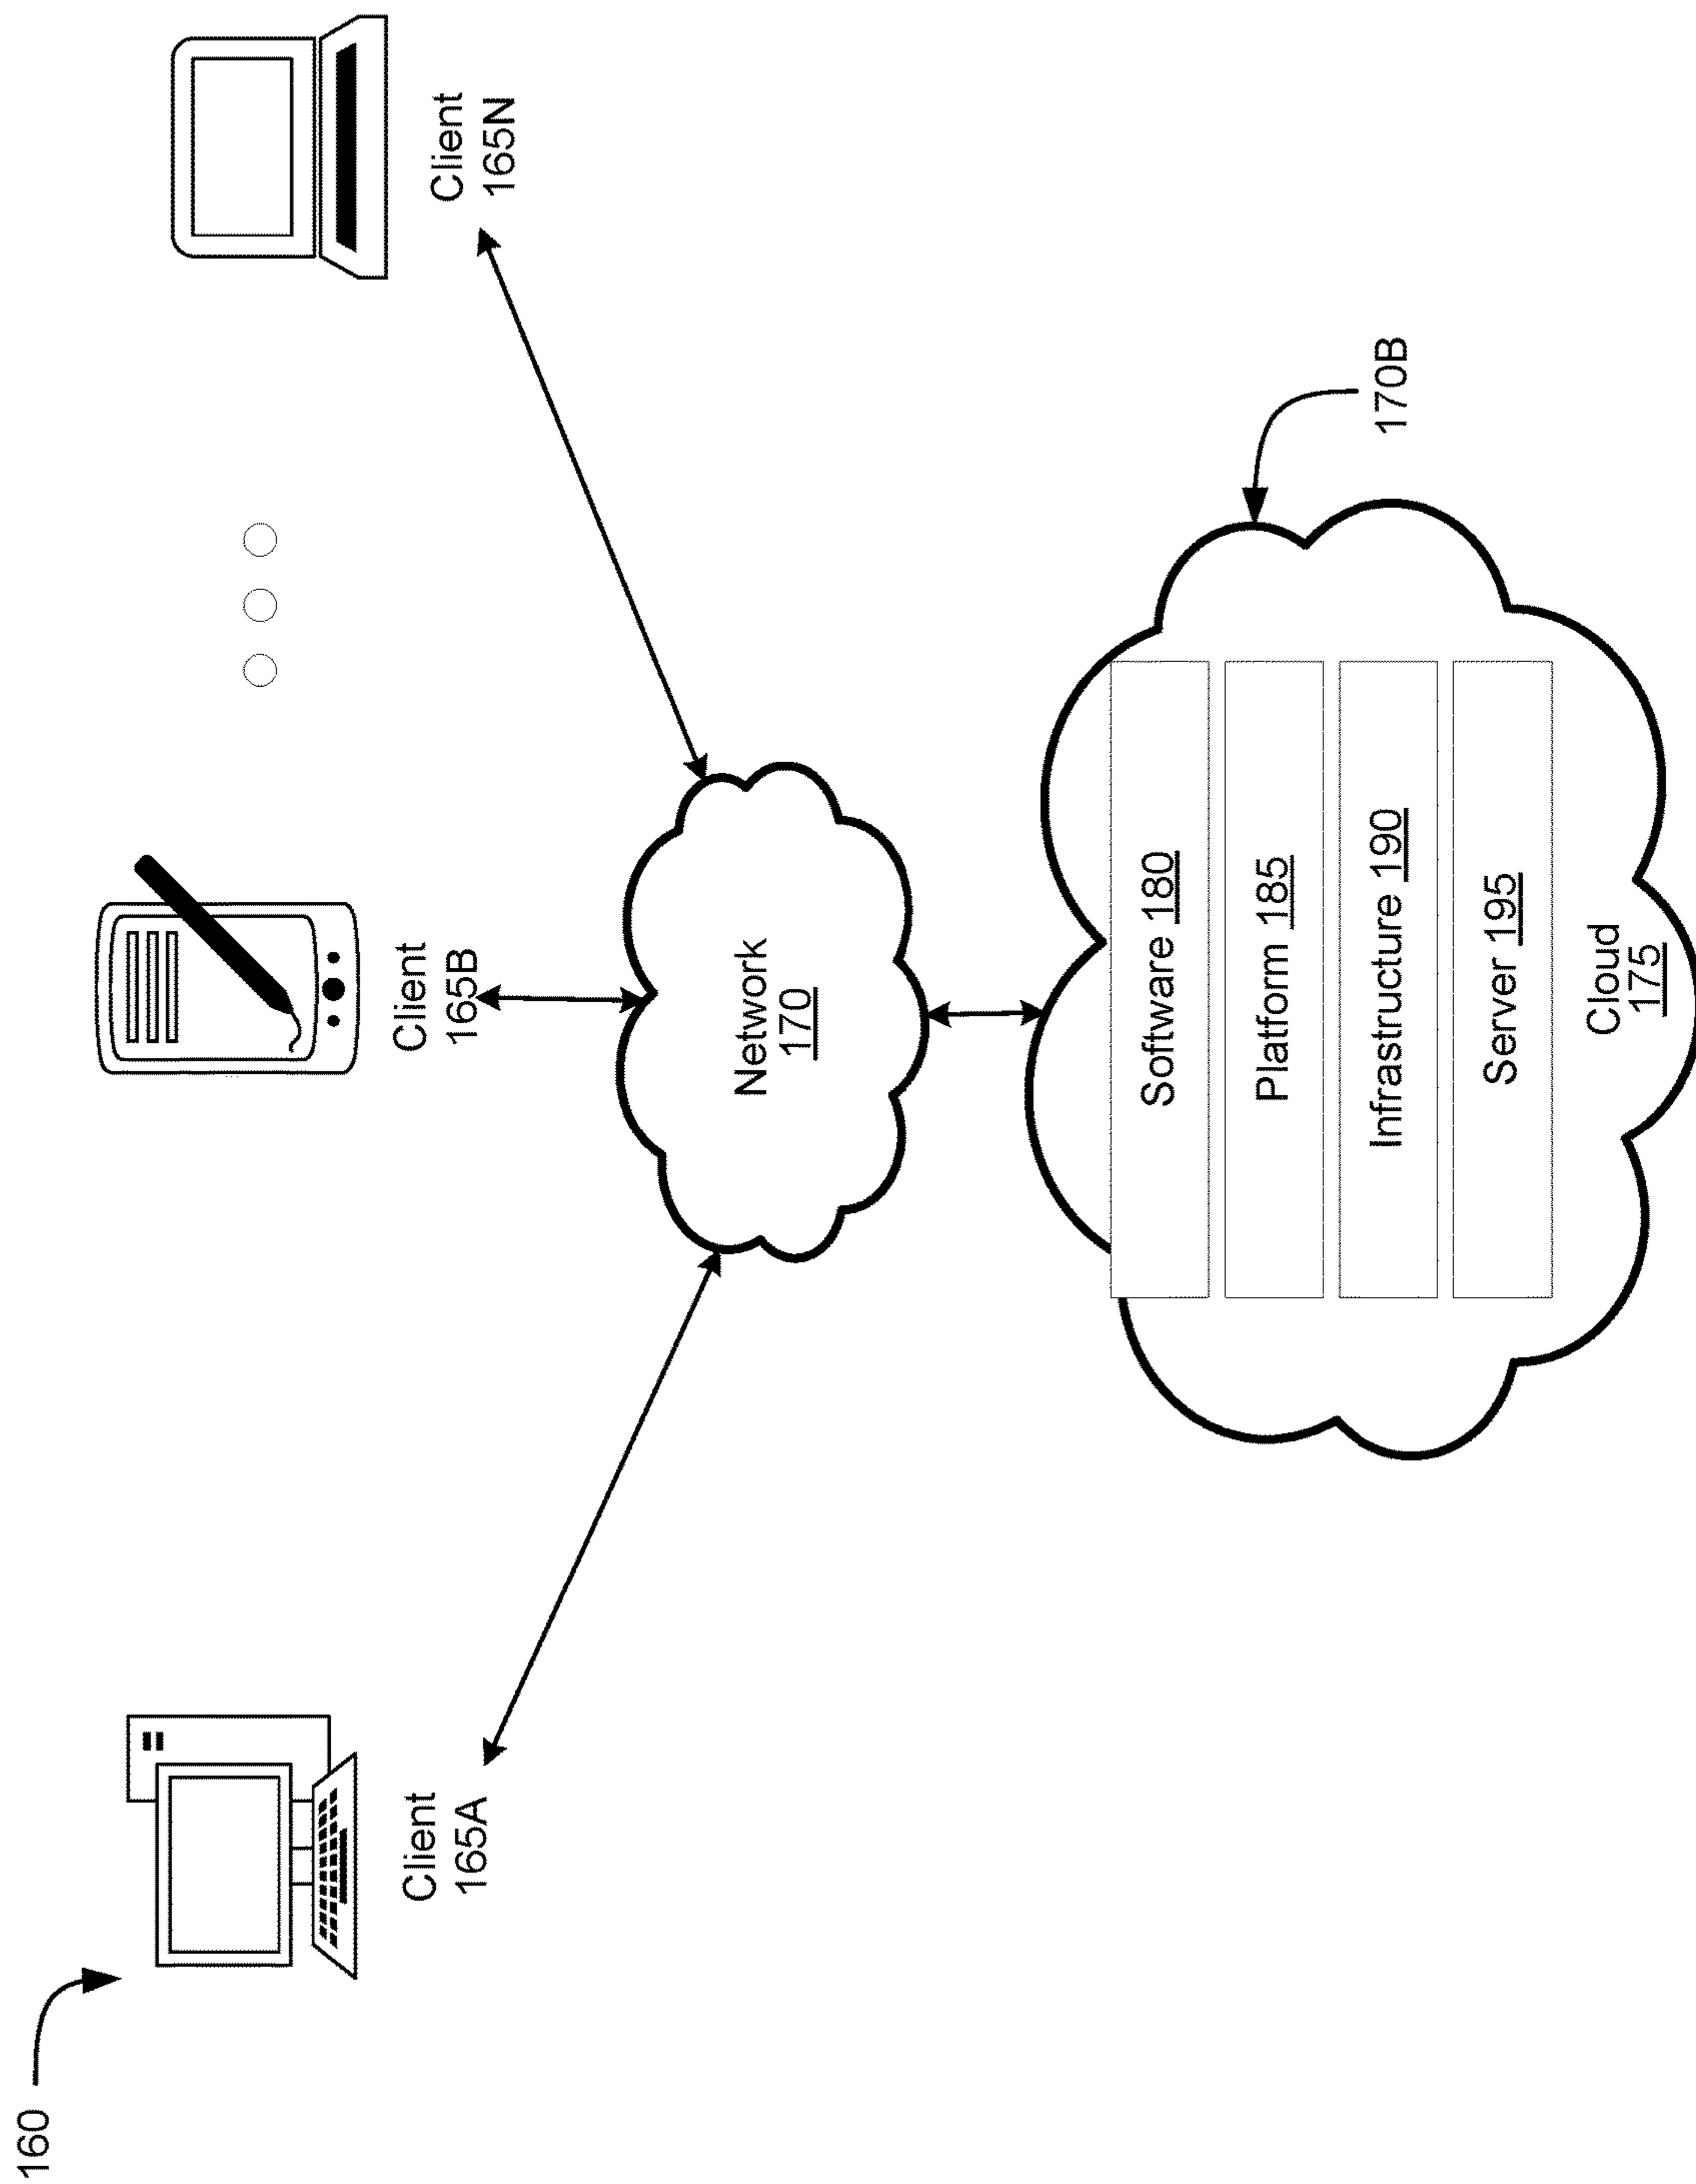 160
Client
165A
Client
165B
Client
165N
Network
170
170B
Software 180
Platform 185
Infrastructure 190
Server 195
Cloud
175